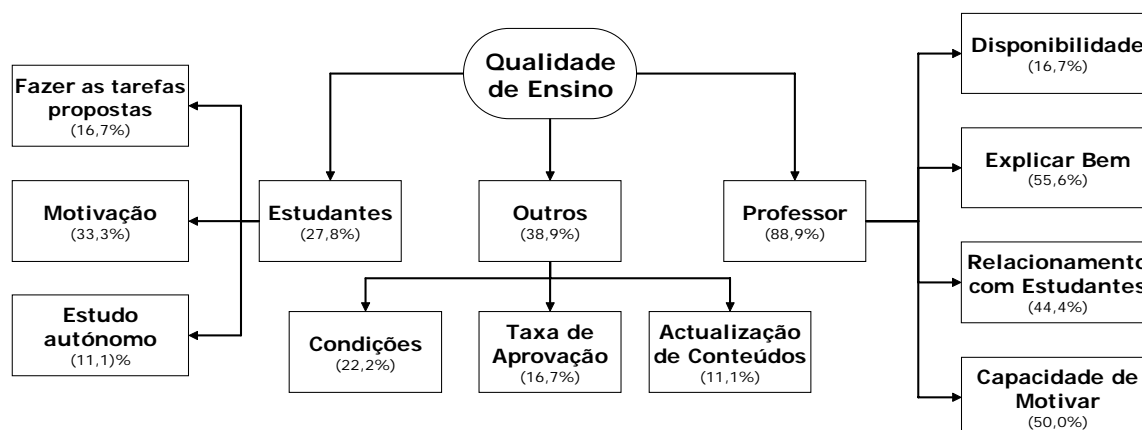 Qualidade
de Ensino
Estudantes
(27,8%)
Fazer as tarefas
propostas
(16,7%)
Motivação
(33,3%)
Estudo
autónomo
(11,1)%
Outros
(38,9%)
Condições
(22,2%)
Taxa de
Aprovação
(16,7%)
Actualização
de Conteúdos
(11,1%)
Professor
(88,9%)
Disponibilidade
(16,7%)
Explicar Bem
(55,6%)
Relacionamento
com Estudantes
(44,4%)
Capacidade de
Motivar
(50,0%)